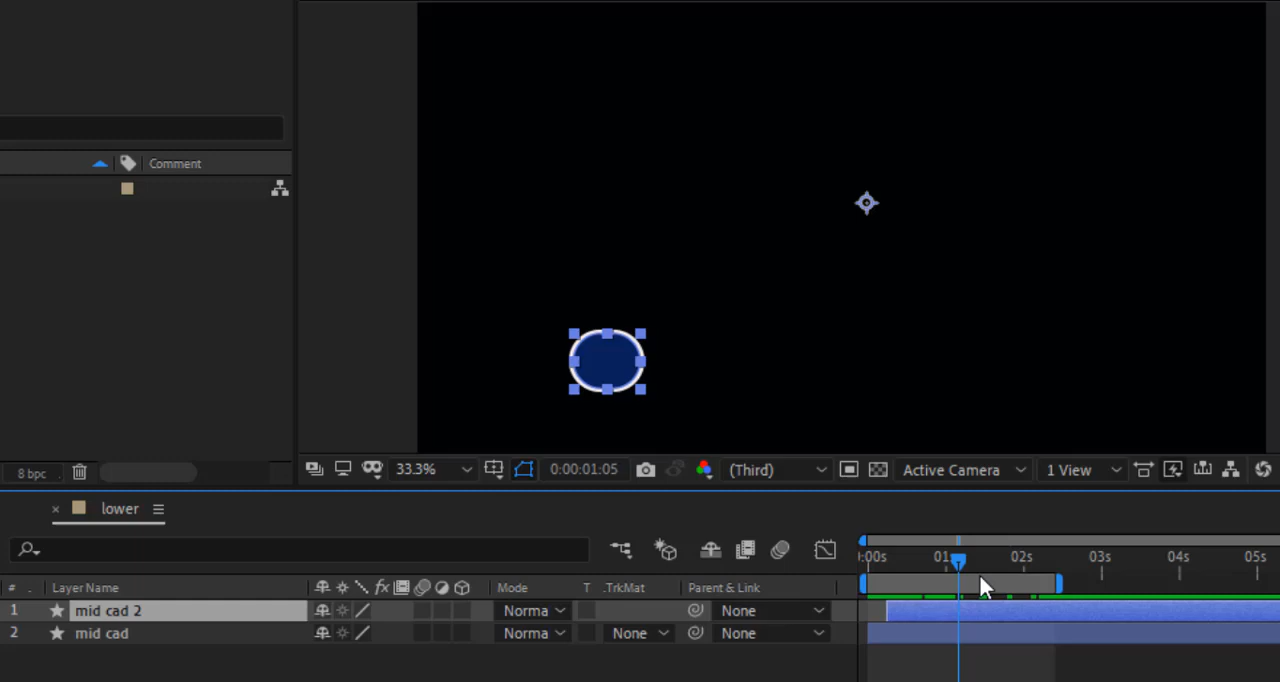 Comment
8 bpc
33.3% 0:00:01:05 (Third) Active Camera 1 View
× lower
:00s 01 02s 03s 04s 05s
# . Layer Name fx Mode T .TrkMat Parent & Link
1 mid cad 2 Norma None
2 mid cad Norma None None